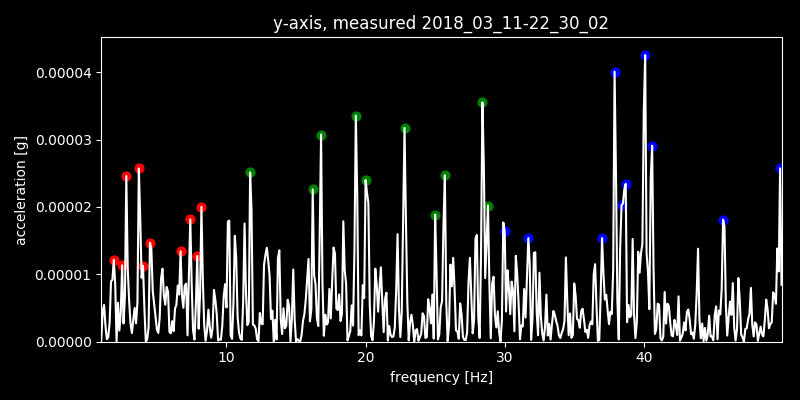 y-axis, measured 2018_03_11-22_30_02
0.00004
0.00003
0.00002
0.00001
0.00000
acceleration [g]
10 20 30 40
frequency [Hz]